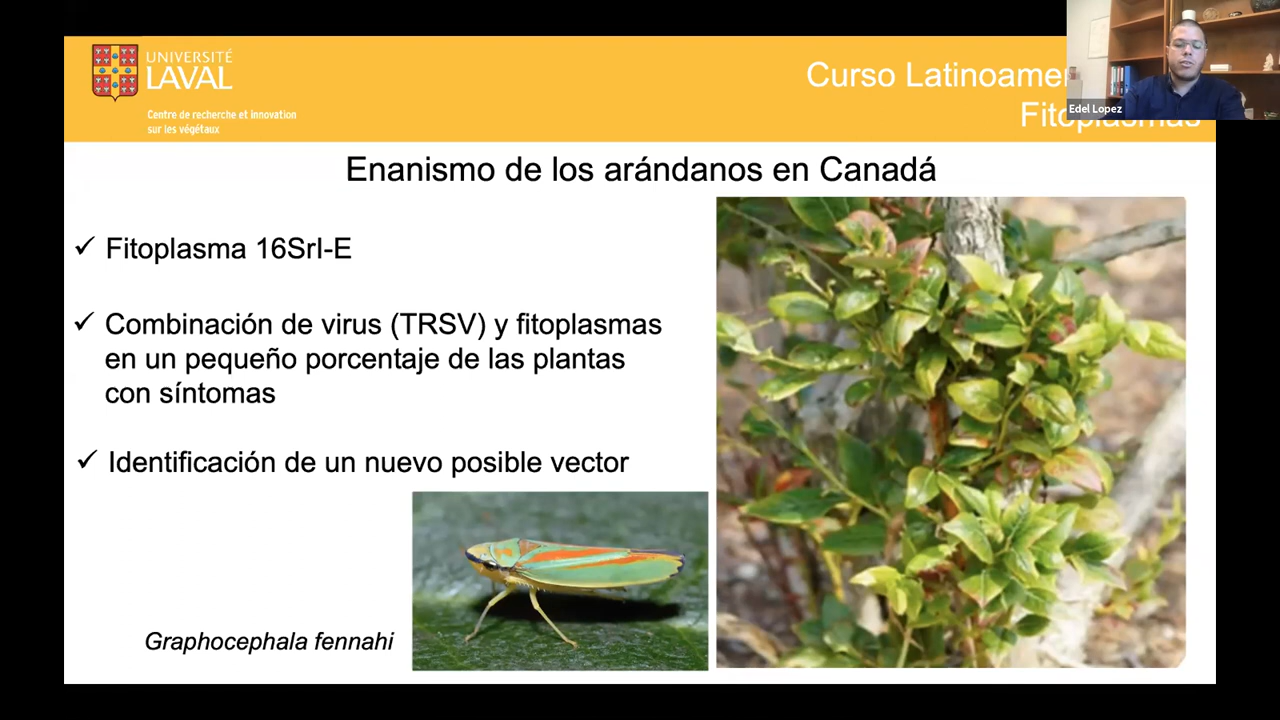 UNIVERSITÉ
LAVAL
Centre de recherche et innovation
sur les végétaux
Curso
Edel Lopez
Enanismo de los arándanos en Canadá
✓ Fitoplasma 16SrI-E
✓ Combinación de virus (TRSV) y fitoplasmas
en un pequeño porcentaje de las plantas
con síntomas
✓ Identificación de un nuevo posible vector
Graphocephala fennahi